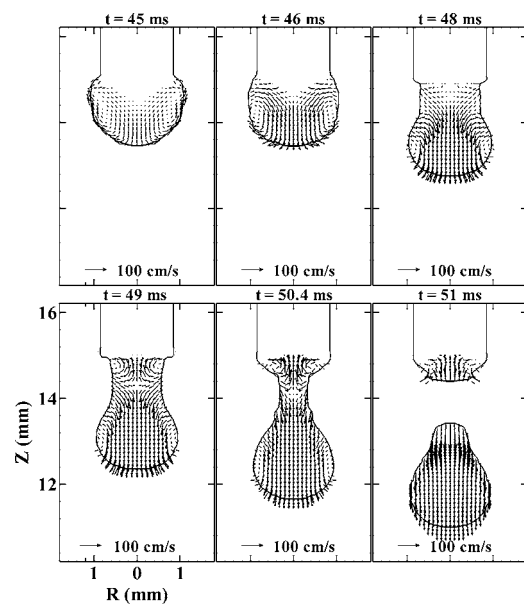 t = 45 ms
t = 46 ms
t = 48 ms
100 cm/s
100 cm/s
100 cm/s
t = 49 ms
t = 50.4 ms
t = 51 ms
16
14
12
Z (mm)
100 cm/s
100 cm/s
100 cm/s
1 0 1
R (mm)